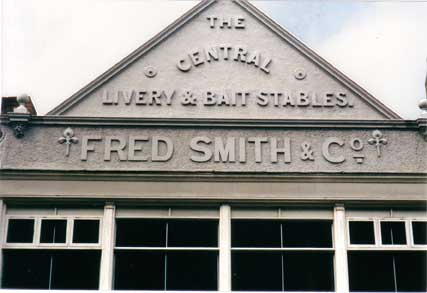 THE
CENTRAL
LIVERY & BAIT STABLES.
FRED SMITH & Co.